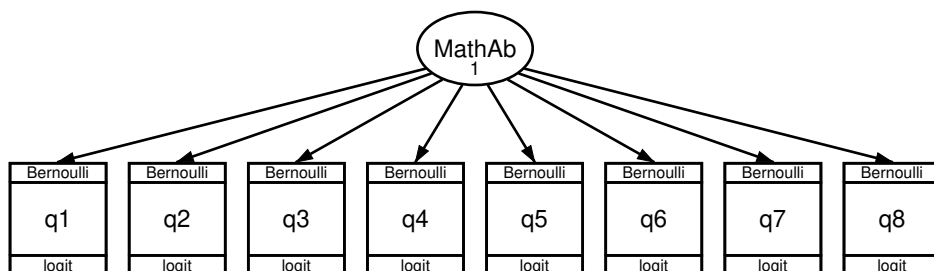 MathAb
1
Bernoulli Bernoulli Bernoulli Bernoulli Bernoulli Bernoulli Bernoulli Bernoulli
q1 q2 q3 q4 q5 q6 q7 q8
logit logit logit logit logit logit logit logit